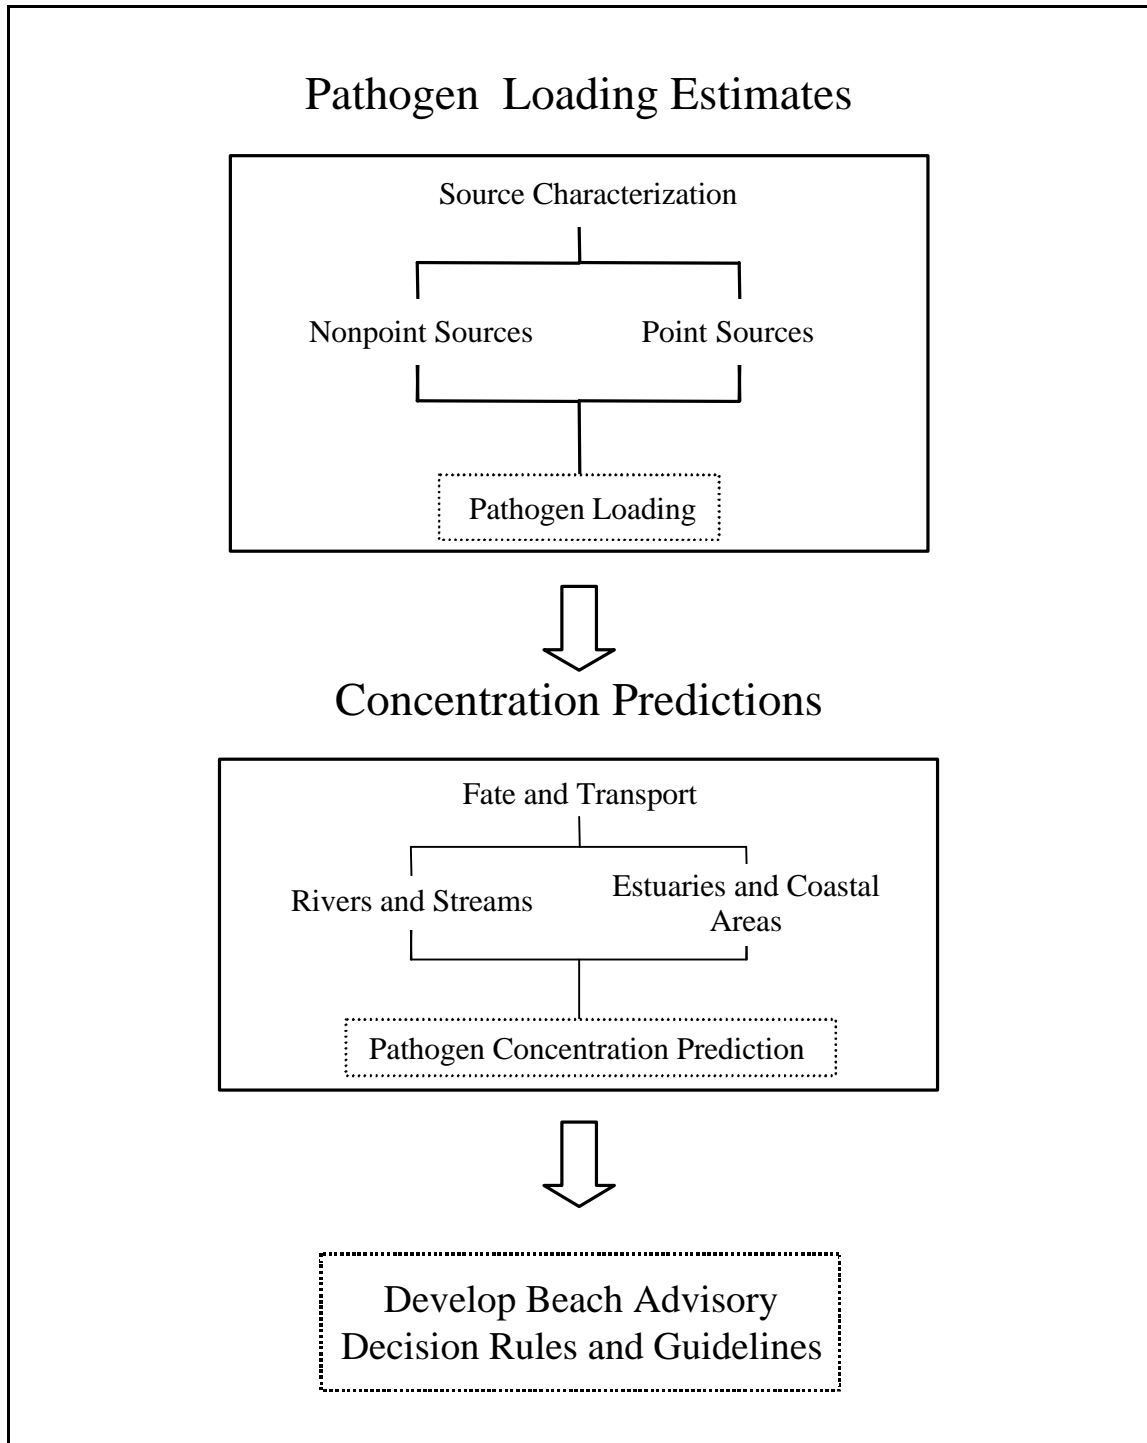 Pathogen Loading Estimates
Source Characterization
Nonpoint Sources
Point Sources
Pathogen Loading
Concentration Predictions
Fate and Transport
Rivers and Streams
Estuaries and Coastal
Areas
Pathogen Concentration Prediction
Develop Beach Advisory
Decision Rules and Guidelines